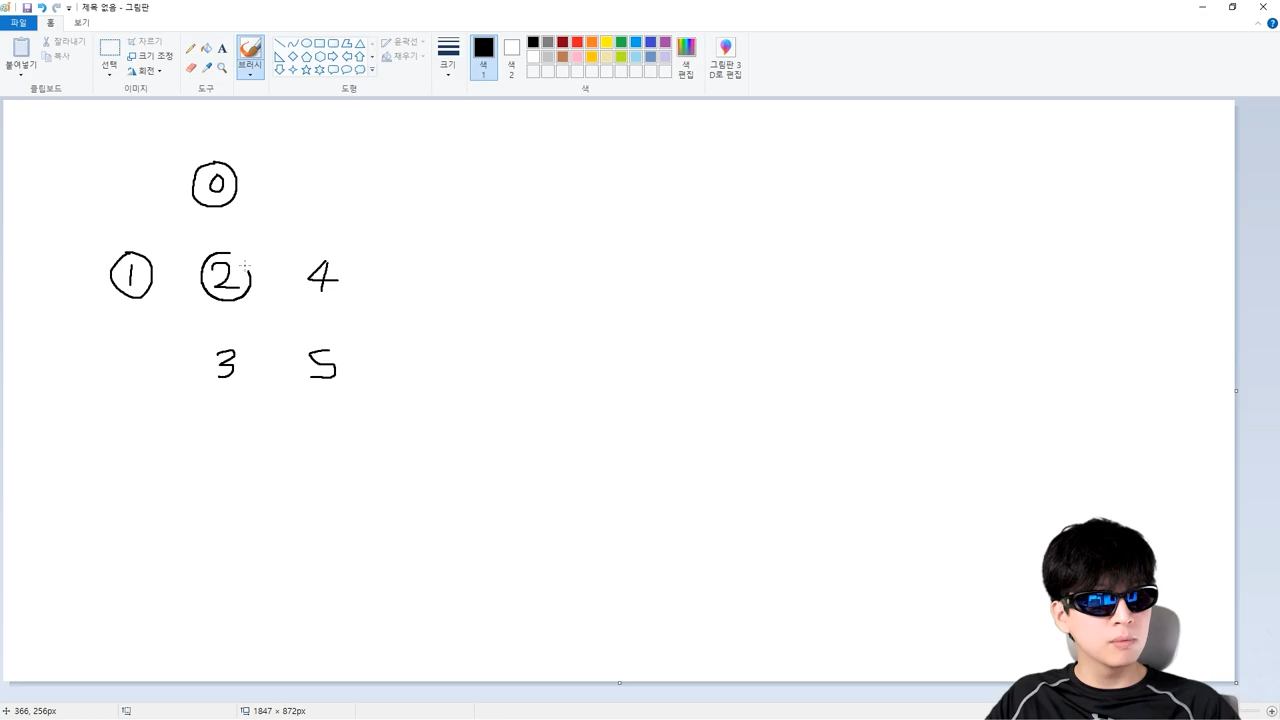 제목 없음 - 그림판
파일 홈 보기
붙여넣기 잘라내기 복사
선택 자르기 크기 조정 회전
A
브러시
윤곽선 채우기
크기
색 1 색 2
색 편집
그림판 3D로 편집
클립보드 이미지 도구 도형 색
0
1 2 4
3 5
366, 256px 1847 × 872px